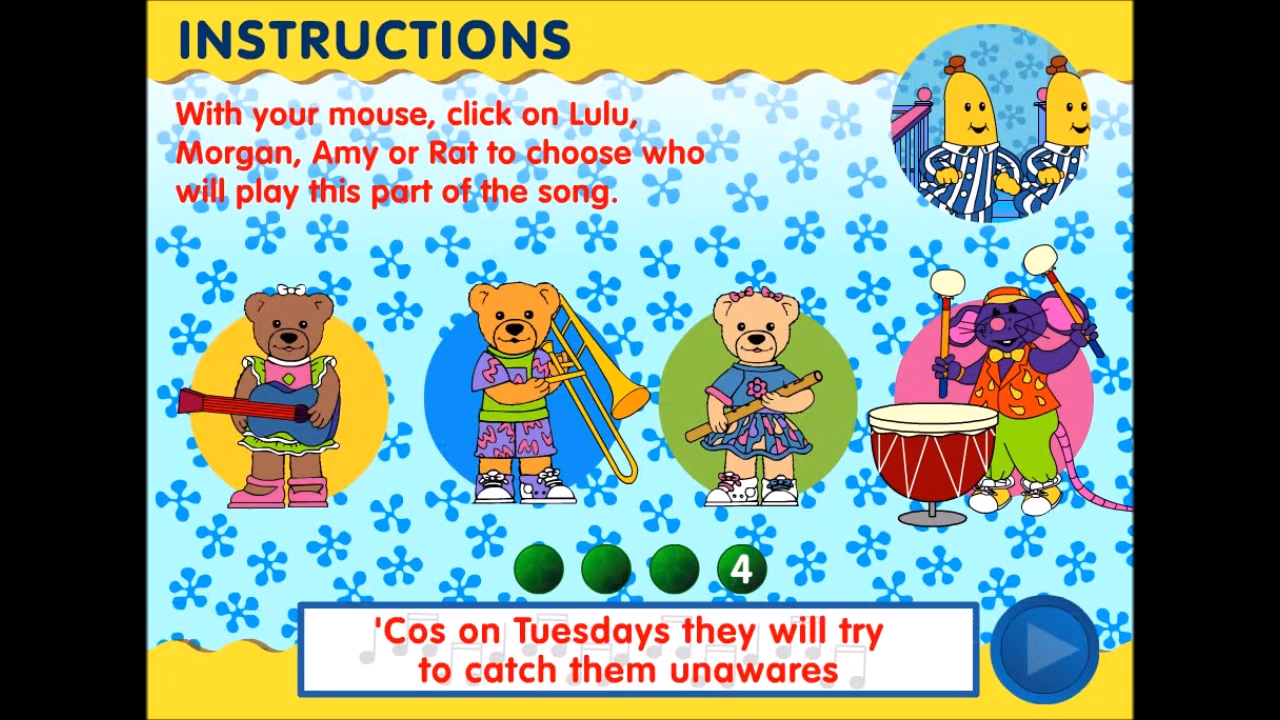 INSTRUCTIONS
With your mouse, click on Lulu,
Morgan, Amy or Rat to choose who
will play this part of the song.
4
'Cos on Tuesdays they will try
to catch them unawares